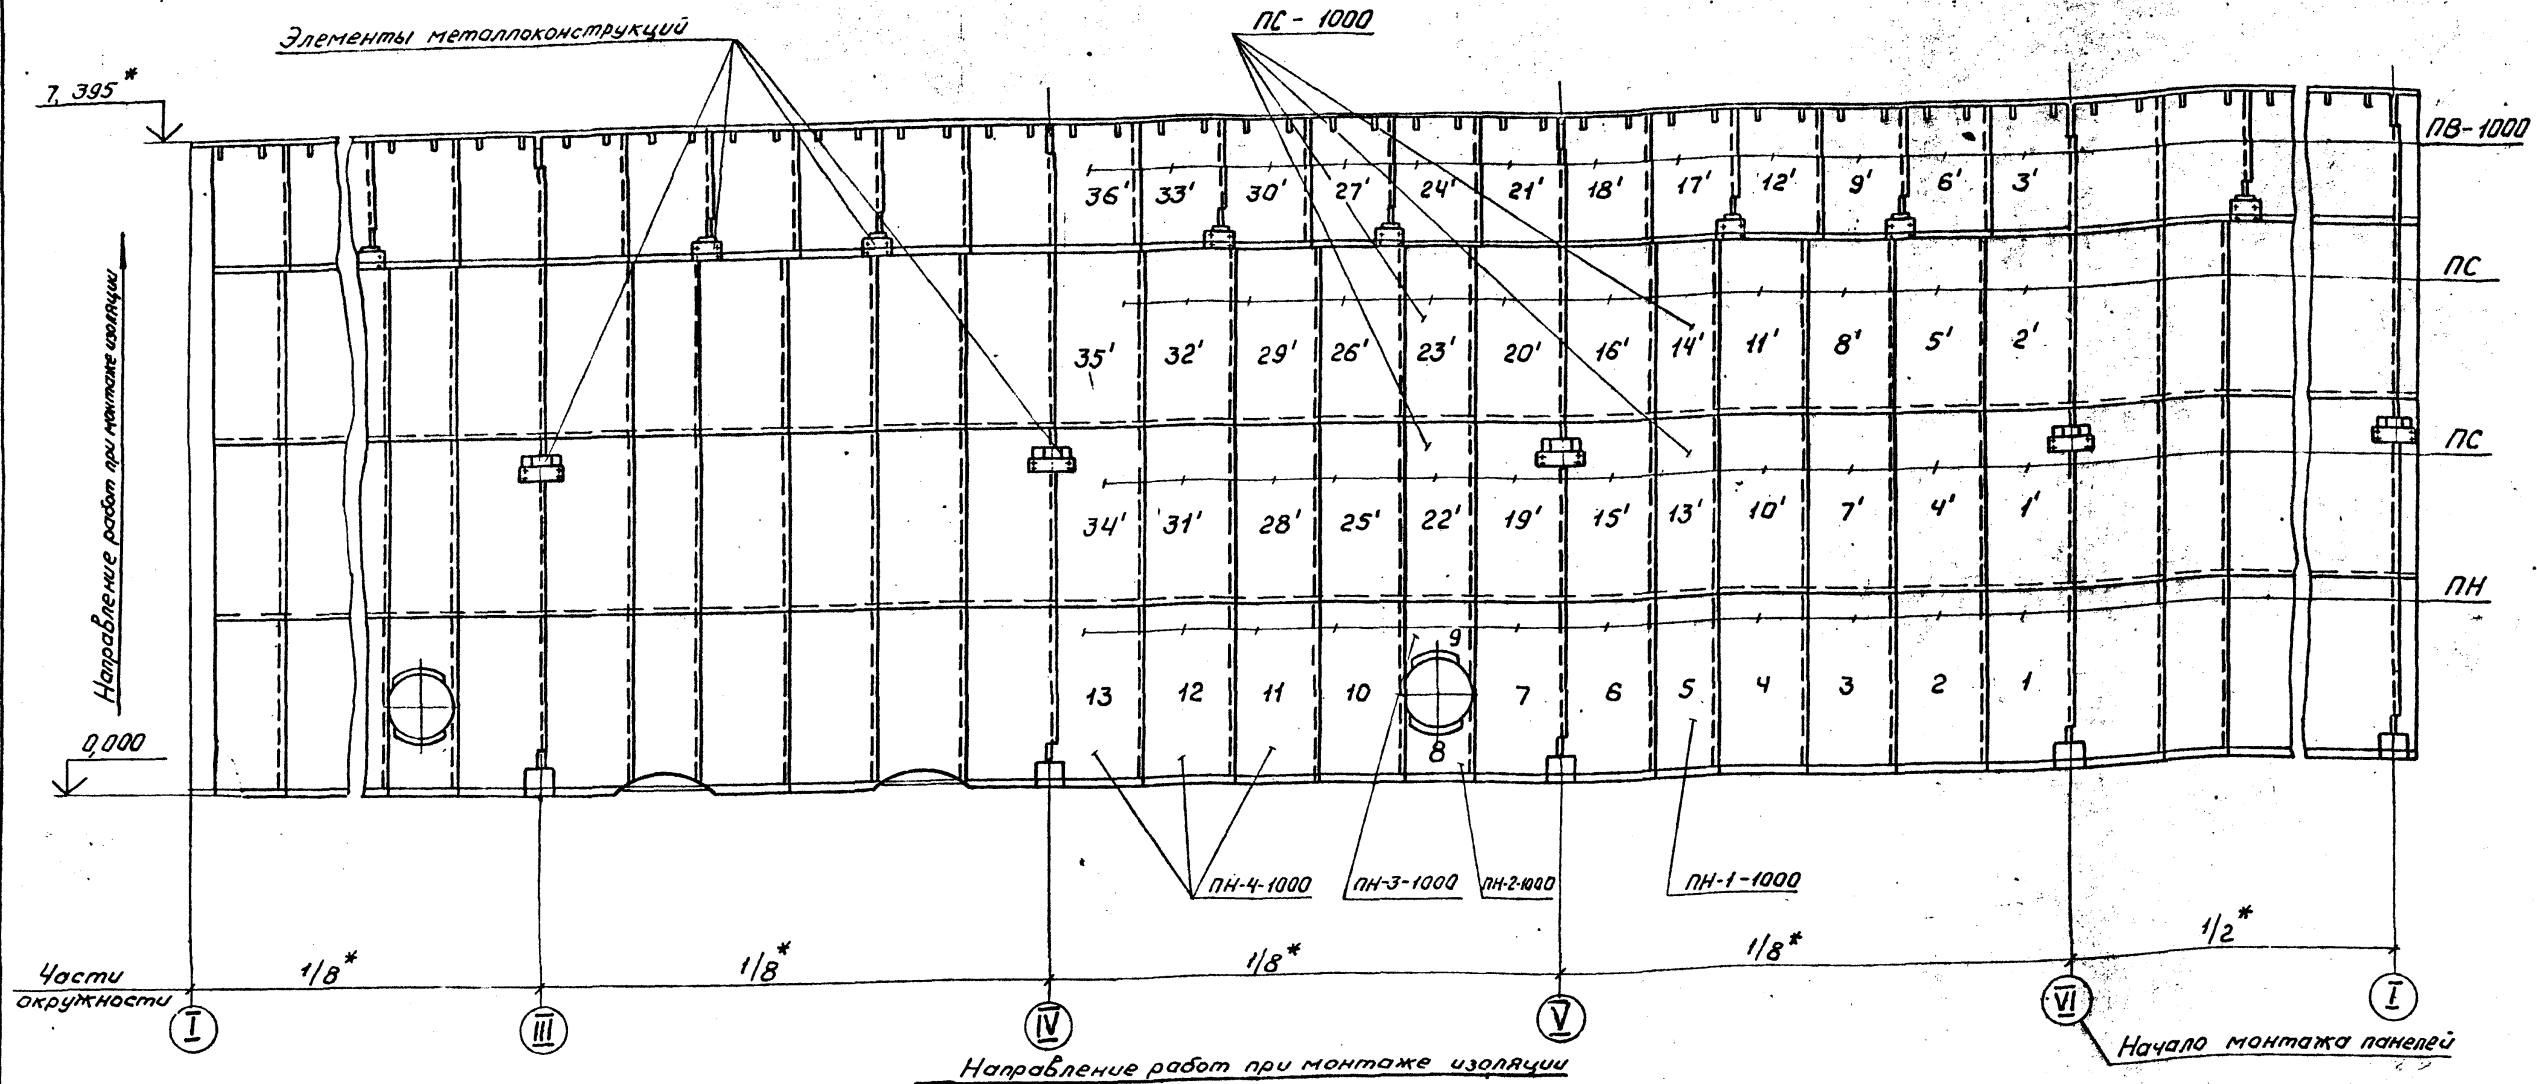 Элементы металлоконструкций
ПС - 1000
7,395*
ПВ-1000
36' 33' 30' 27' 24' 21' 18' 17' 12' 9' 6' 3'
ПС
35' 32' 29' 26' 23' 20' 16' 14' 11' 8' 5' 2'
ПС
34' 31' 28' 25' 22' 19' 15' 13' 10' 7' 4' 1'
ПН
9
13 12 11 10 7 6 5 4 3 2 1
8
Направление работ при монтаже изоляции
0,000
ПН-4-1000 ПН-3-1000 ПН-2-1000 ПН-1-1000
1/8* 1/8* 1/8* 1/8* 1/2*
Части
окружности
I III IV V VI I
Начало монтажа панелей
Направление работ при монтаже изоляции